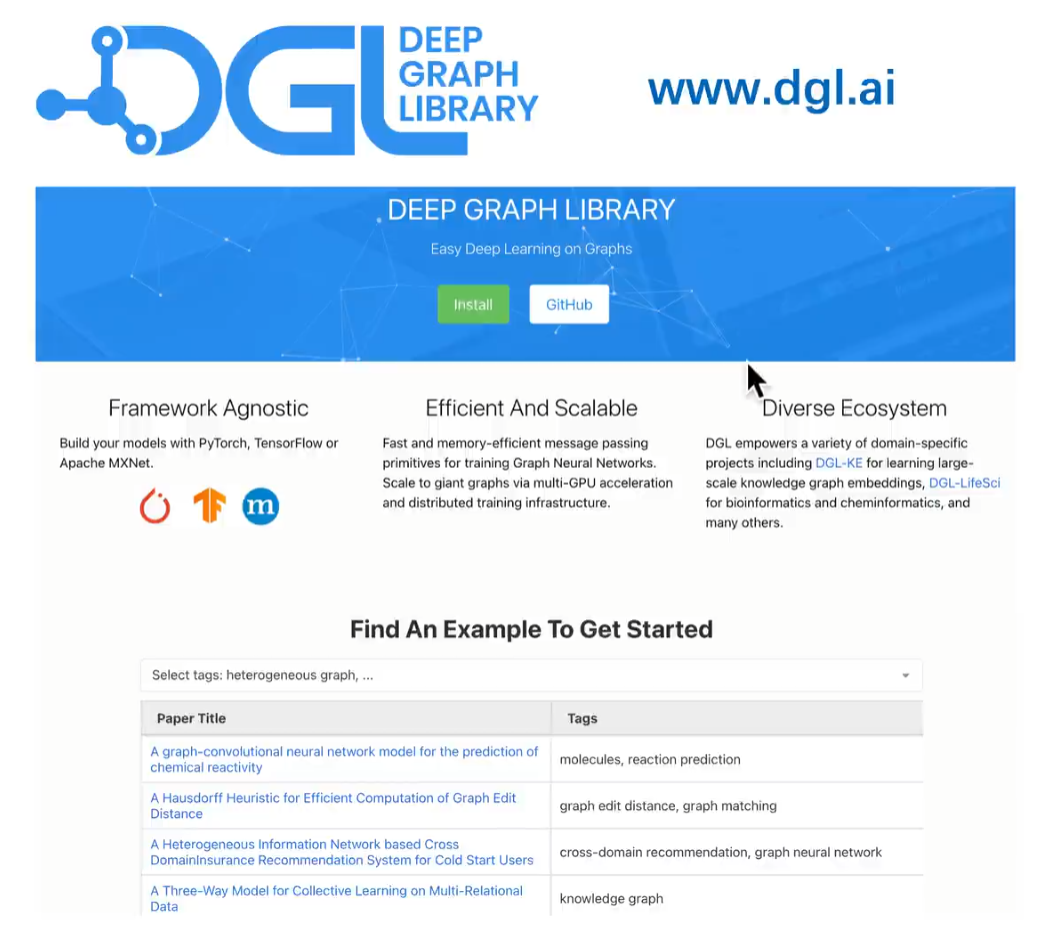 DGL
DEEP
GRAPH
LIBRARY
www.dgl.ai
DEEP GRAPH LIBRARY
Easy Deep Learning on Graphs
Install
GitHub
Framework Agnostic
Build your models with PyTorch, TensorFlow or
Apache MXNet.
m
Efficient And Scalable
Fast and memory-efficient message passing
primitives for training Graph Neural Networks.
Scale to giant graphs via multi-GPU acceleration
and distributed training infrastructure.
Diverse Ecosystem
DGL empowers a variety of domain-specific
projects including DGL-KE for learning large-
scale knowledge graph embeddings, DGL-LifeSci
for bioinformatics and cheminformatics, and
many others.
Find An Example To Get Started
Select tags: heterogeneous graph, ...
Paper Title
Tags
A graph-convolutional neural network model for the prediction of
chemical reactivity
molecules, reaction prediction
A Hausdorff Heuristic for Efficient Computation of Graph Edit
Distance
graph edit distance, graph matching
A Heterogeneous Information Network based Cross
DomainInsurance Recommendation System for Cold Start Users
cross-domain recommendation, graph neural network
A Three-Way Model for Collective Learning on Multi-Relational
Data
knowledge graph